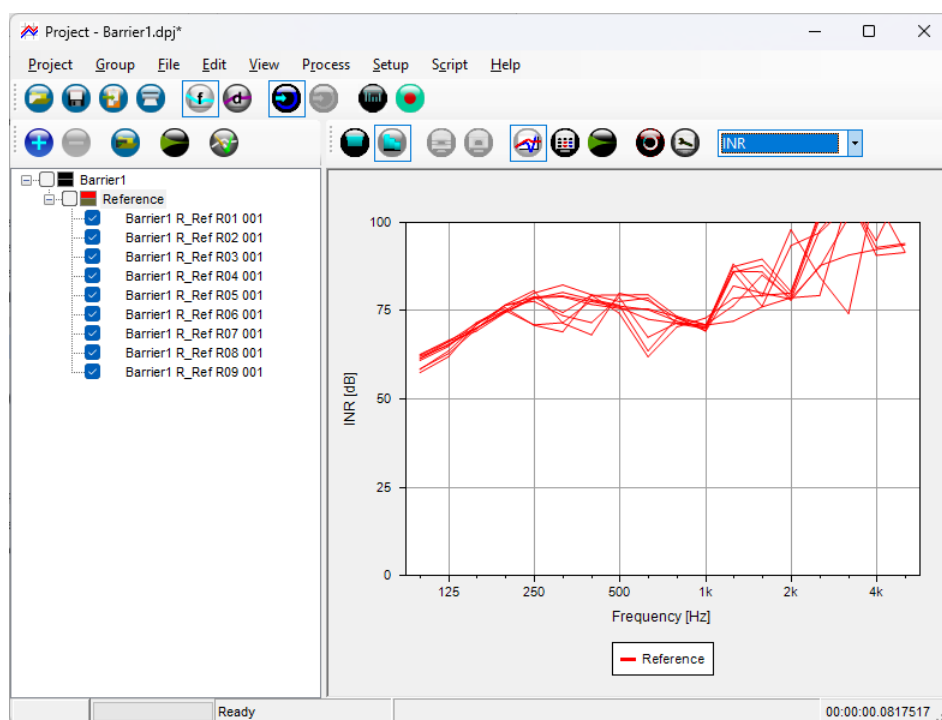 Project - Barrier1.dpj*
Project Group File Edit View Process Setup Script Help
f d
INR
Barrier1
Reference
Barrier1 R_Ref R01 001
Barrier1 R_Ref R02 001
Barrier1 R_Ref R03 001
Barrier1 R_Ref R04 001
Barrier1 R_Ref R05 001
Barrier1 R_Ref R06 001
Barrier1 R_Ref R07 001
Barrier1 R_Ref R08 001
Barrier1 R_Ref R09 001
100
75
50
25
0
INR [dB]
125 250 500 1k 2k 4k
Frequency [Hz]
Reference
Ready
00:00:00.0817517